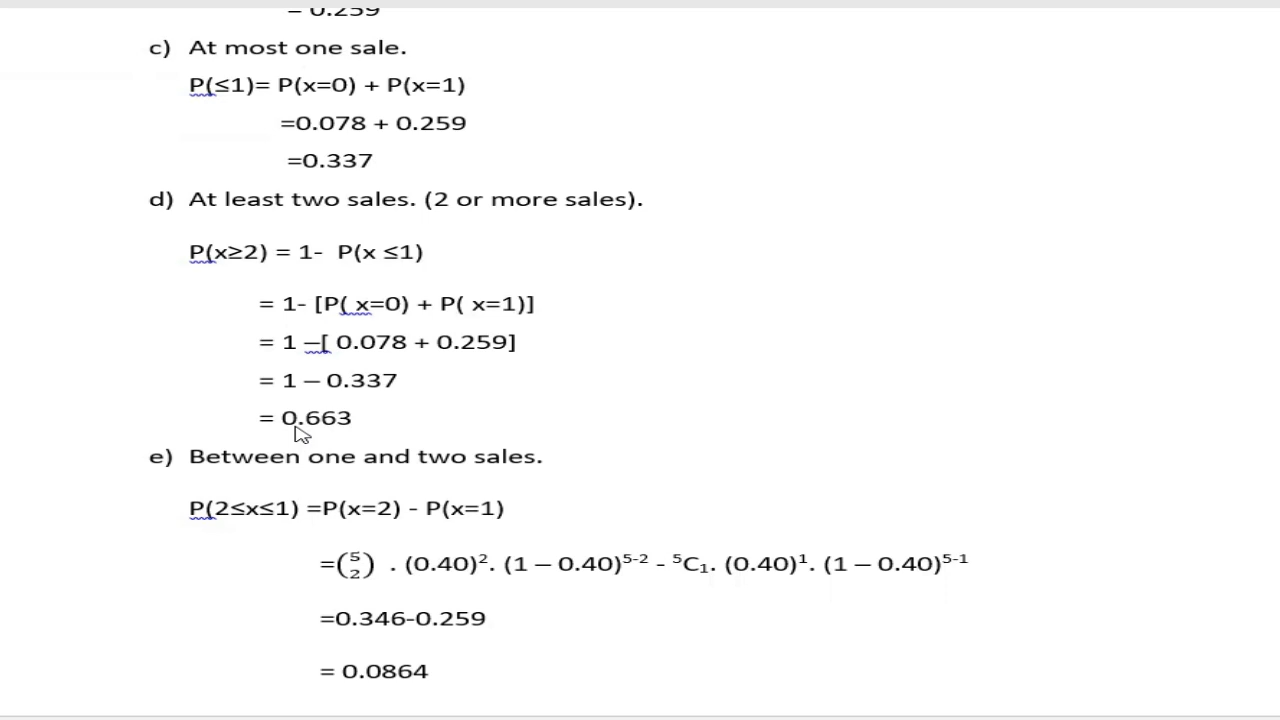 = 0.259
c) At most one sale.
P(≤1)= P(x=0) + P(x=1)
=0.078 + 0.259
=0.337
d) At least two sales. (2 or more sales).
P(x≥2) = 1- P(x ≤1)
= 1- [P( x=0) + P( x=1)]
= 1 –[ 0.078 + 0.259]
= 1 – 0.337
= 0.663
e) Between one and two sales.
P(2≤x≤1) =P(x=2) - P(x=1)
=(⁵₂) . (0.40)². (1 – 0.40)⁵⁻² - ⁵C₁. (0.40)¹. (1 – 0.40)⁵⁻¹
=0.346-0.259
= 0.0864